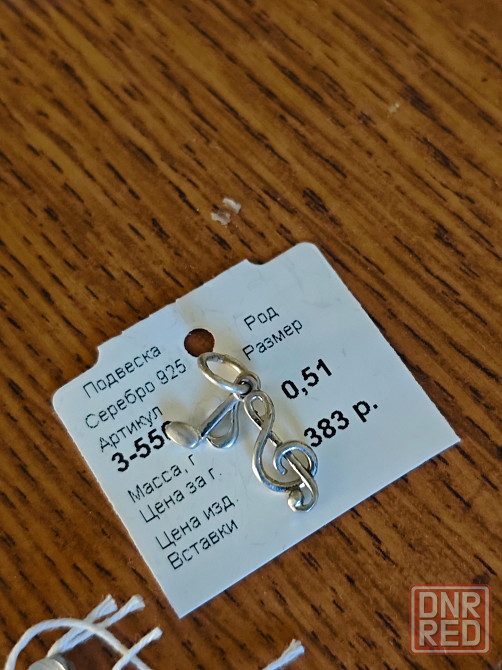 Подвеска
Серебро 925
Артикул
3-550
Род
Размер
Масса, г
0,51
Цена за г.
Цена изд.
383 р.
Вставки
DNR
RED